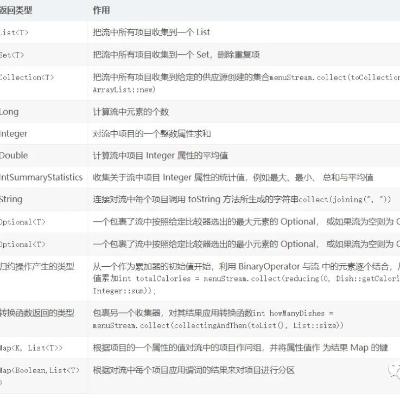 返回类型 作用
List<T> 把流中所有项目收集到一个 List
Set<T> 把流中所有项目收集到一个 Set，删除重复项
Collection<T> 把流中所有项目收集到给定的供应源创建的集合menuStream.collect(toCollection
ArrayList::new)
Long 计算流中元素的个数
Integer 对流中项目的一个整数属性求和
Double 计算流中项目 Integer 属性的平均值
IntSummaryStatistics 收集关于流中项目 Integer 属性的统计值，例如最大、最小、 总和与平均值
String 连接对流中每个项目调用 toString 方法所生成的字符串collect(joining(", "))
Optional<T> 一个包裹了流中按照给定比较器选出的最大元素的 Optional， 或如果流为空则为
Optional<T> 一个包裹了流中按照给定比较器选出的最小元素的 Optional， 或如果流为空则为
归约操作产生的类型 从一个作为累加器的初始值开始，利用 BinaryOperator 与流 中的元素逐个结合，
值累加int totalCalories = menuStream.collect(reducing(0, Dish::getCalorie
Integer::sum));
转换函数返回的类型 包裹另一个收集器，对其结果应用转换函数int howManyDishes =
menuStream.collect(collectingAndThen(toList(), List::size))
Map<K, List<T>> 根据项目的一个属性的值对流中的项目作问组，并将属性值作 为结果 Map 的键
Map<Boolean,List<T>
> 根据对流中每个项目应用谓词的结果来对项目进行分区